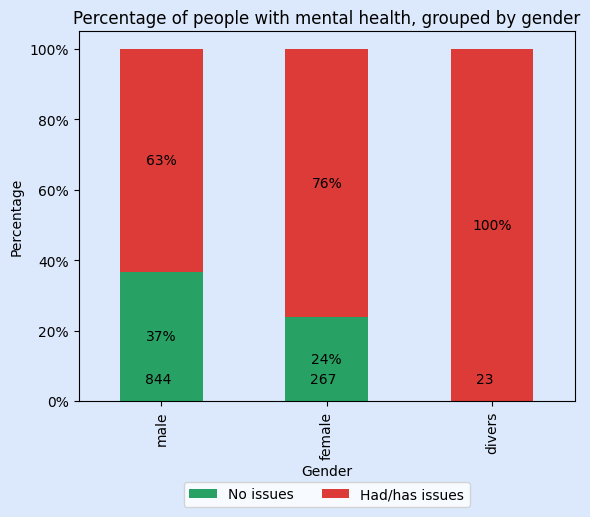 Percentage of people with mental health, grouped by gender
100%
80%
60%
40%
20%
0%
Percentage
63%
37%
844
76%
24%
267
100%
23
male
female
divers
Gender
No issues
Had/has issues